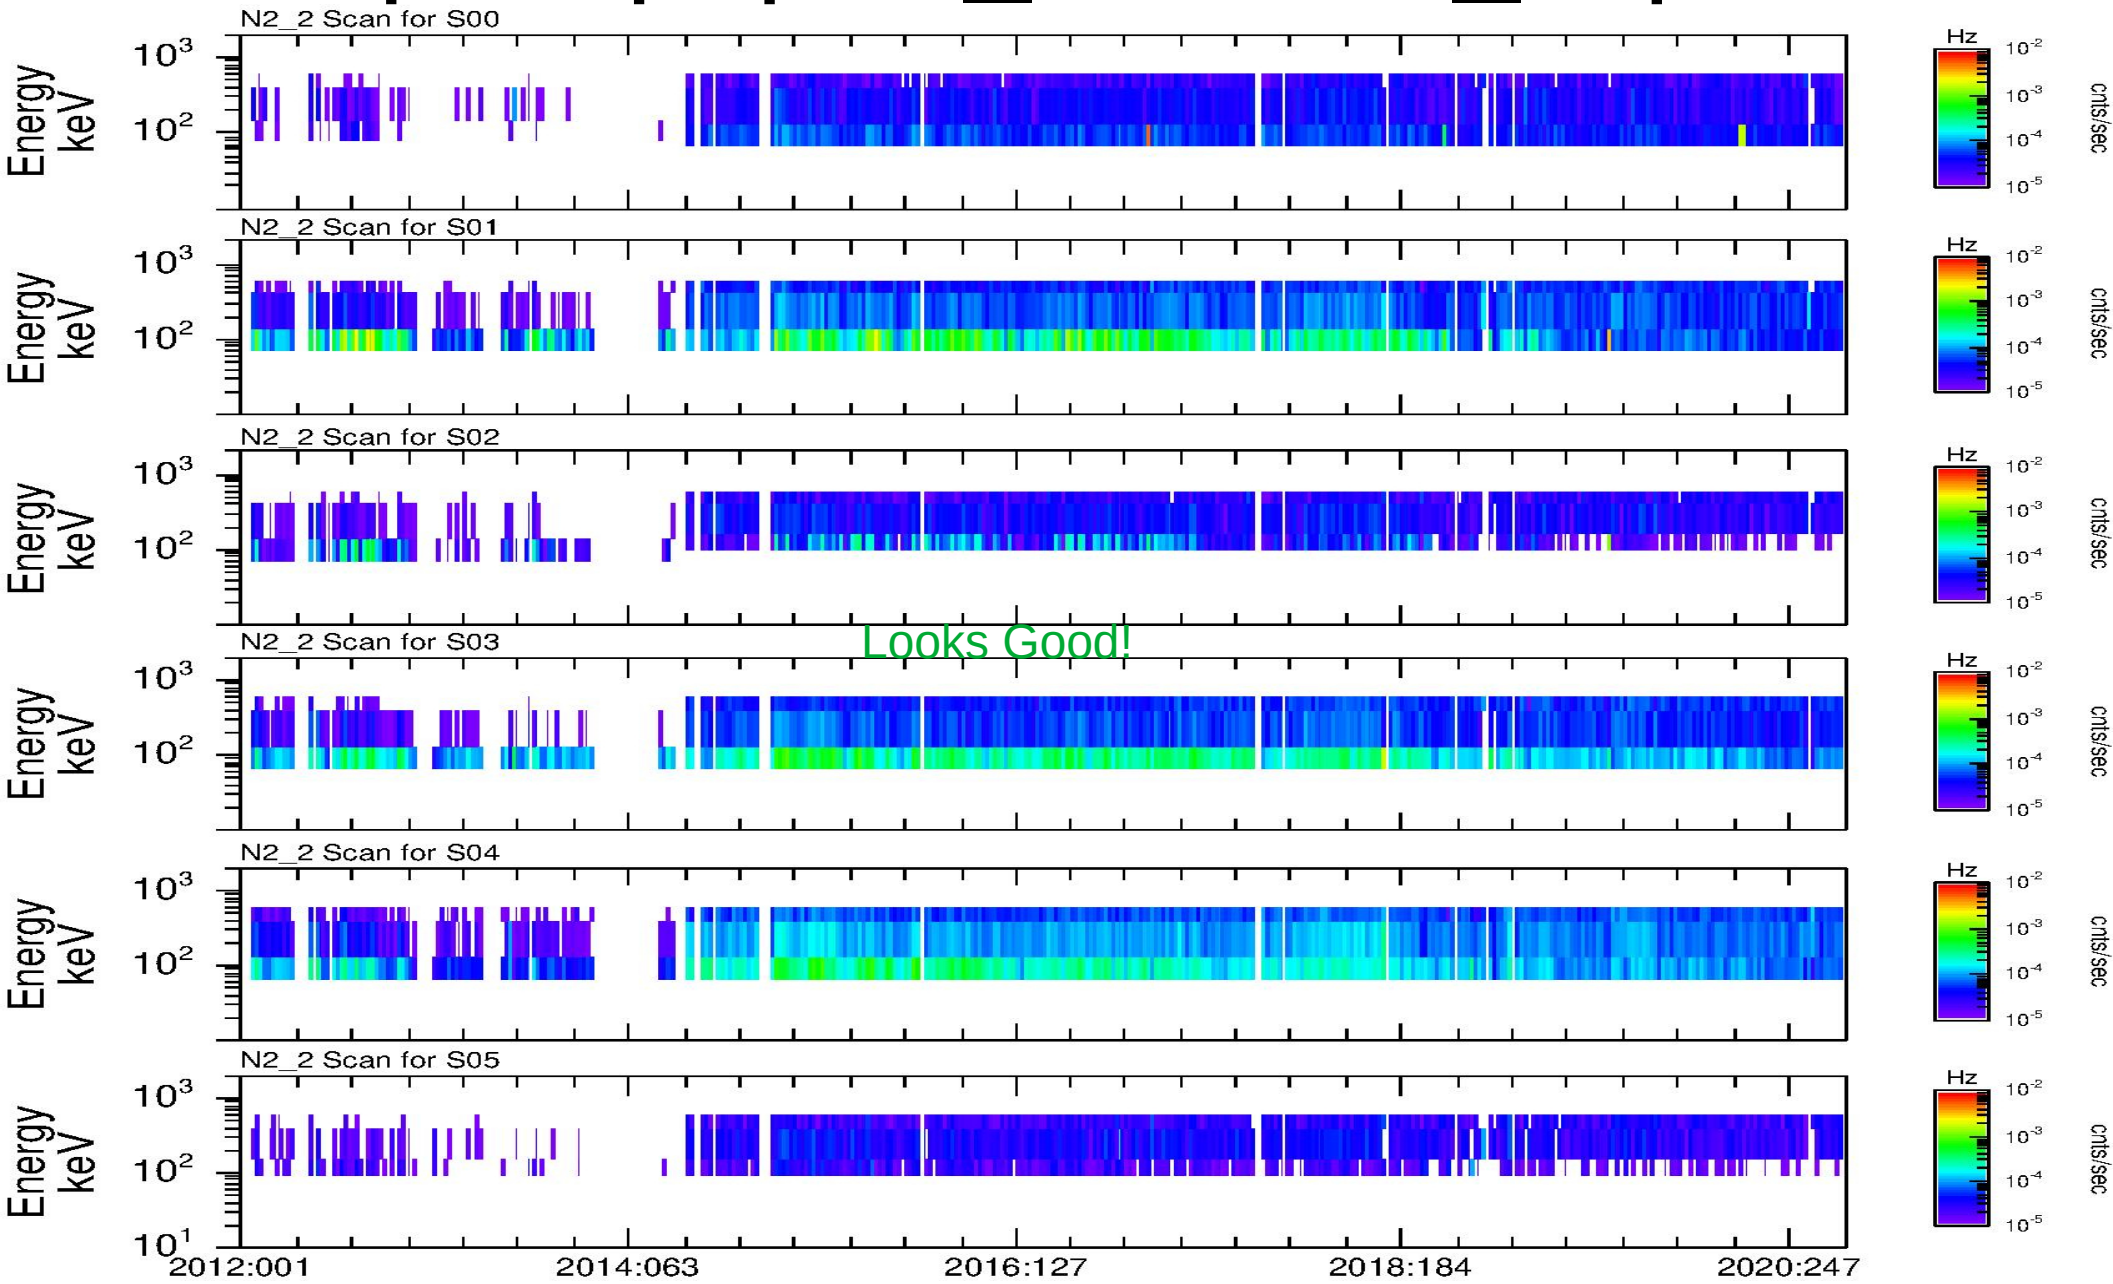 N2_2 Scan for S00
Energy
keV
10³
10²
Hz
10⁻²
10⁻³
10⁻⁴
10⁻⁵
cnts/sec
N2_2 Scan for S01
Energy
keV
10³
10²
Hz
10⁻²
10⁻³
10⁻⁴
10⁻⁵
cnts/sec
N2_2 Scan for S02
Energy
keV
10³
10²
Hz
10⁻²
10⁻³
10⁻⁴
10⁻⁵
cnts/sec
Looks Good!
N2_2 Scan for S03
Energy
keV
10³
10²
Hz
10⁻²
10⁻³
10⁻⁴
10⁻⁵
cnts/sec
N2_2 Scan for S04
Energy
keV
10³
10²
Hz
10⁻²
10⁻³
10⁻⁴
10⁻⁵
cnts/sec
N2_2 Scan for S05
Energy
keV
10³
10²
10¹
Hz
10⁻²
10⁻³
10⁻⁴
10⁻⁵
cnts/sec
2012:001 2014:063 2016:127 2018:184 2020:247